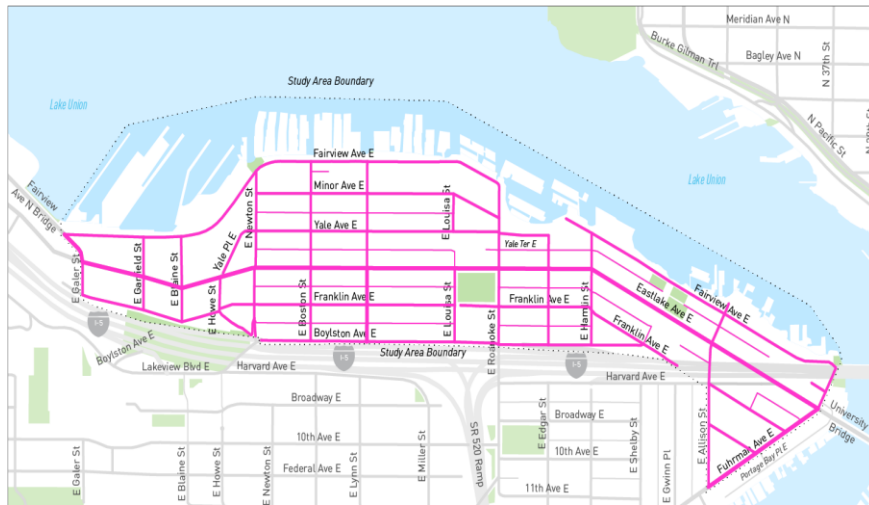 Meridian Ave N
Burke Gilman Trl
Bagley Ave N
N 37th St
Study Area Boundary
Lake Union
N Pacific St
Fairview Ave E
Minor Ave E
Lake Union
Fairview
Ave N Bridge
E Newton St
E Louisa St
Yale Ave E
Yale Pl E
Yale Ter E
E Galer St
E Garfield St
E Blaine St
E Howe St
E Boston St
Franklin Ave E
E Louisa St
Franklin Ave E
E Hamlin St
Eastlake Ave E
Fairview Ave E
Boylston Ave E
E Roanoke St
Franklin Ave E
I-5
Boylston Ave E
I-5
Study Area Boundary
I-5
Lakeview Blvd E
Harvard Ave E
Harvard Ave E
Broadway E
E Allison St
University
Bridge
10th Ave E
Federal Ave E
E Galer St
E Blaine St
E Howe St
E Newton St
E Lynn St
E Miller St
SR 520 Ramp
E Edgar St
Broadway E
10th Ave E
11th Ave E
E Shelby St
E Gwinn Pl
Fuhrman Ave E
Portage Bay Pl E